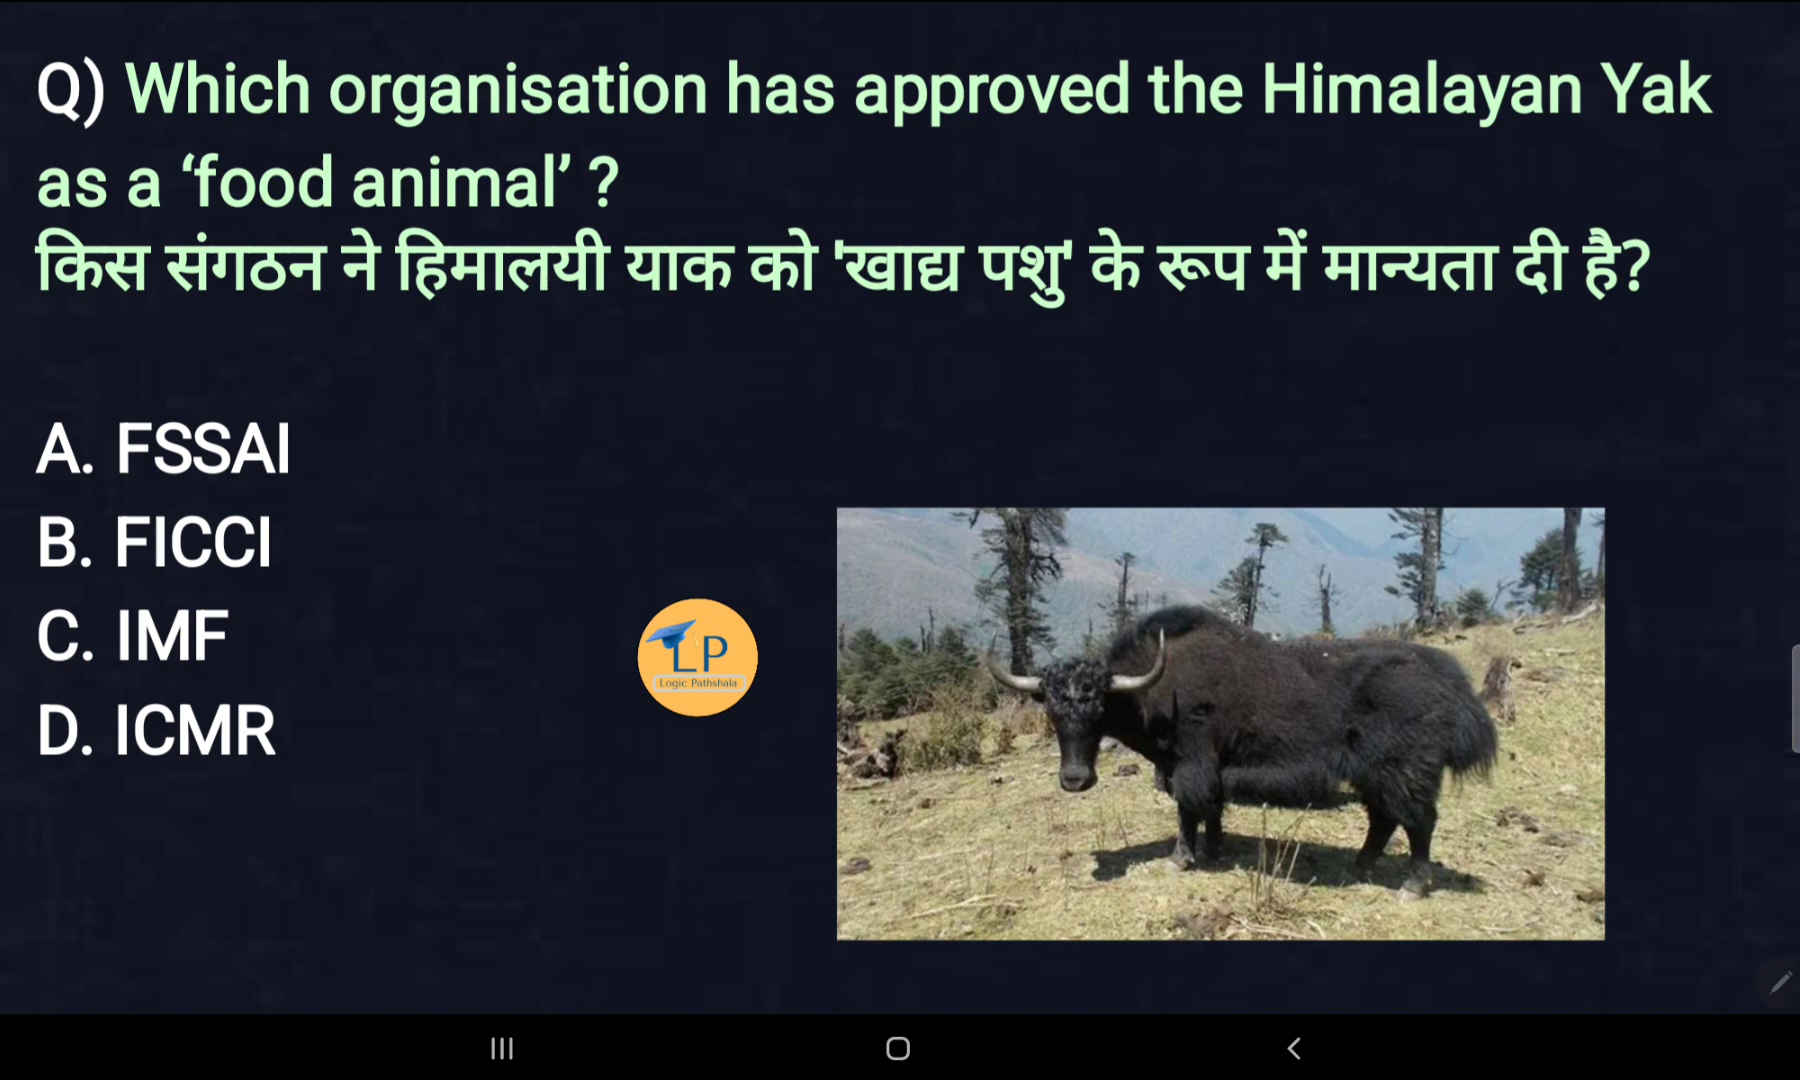 Q) Which organisation has approved the Himalayan Yak
as a ‘food animal’ ?
किस संगठन ने हिमालयी याक को 'खाद्य पशु' के रूप में मान्यता दी है?
A. FSSAI
B. FICCI
C. IMF
D. ICMR
LP
Logic Pathshala